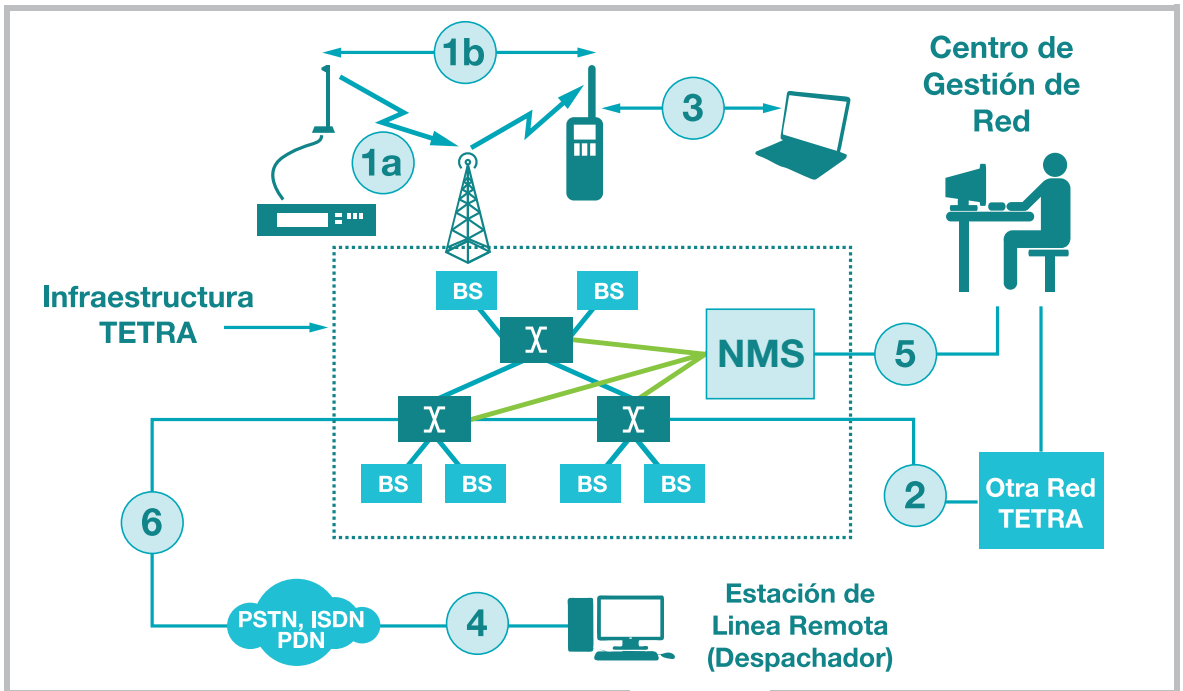 1b
Centro de
Gestión de
Red
3
1a
Infraestructura
TETRA
BS
BS
NMS
5
BS
BS
BS
BS
2
Otra Red
TETRA
6
PSTN, ISDN
PDN
4
Estación de
Linea Remota
(Despachador)